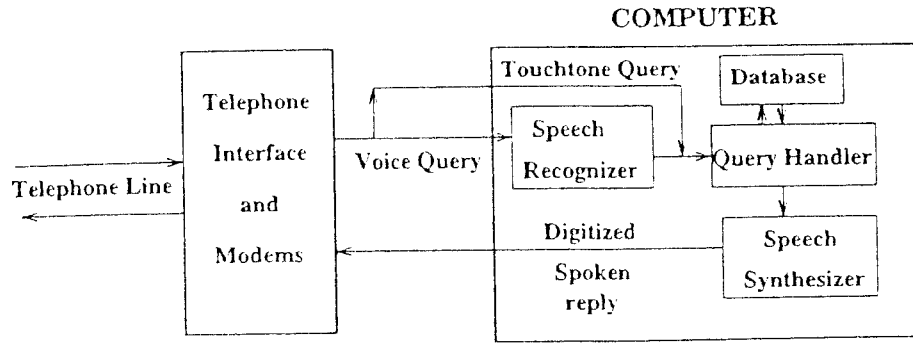 COMPUTER
Touchtone Query
Database
Telephone
Interface
and
Modems
Speech
Recognizer
Voice Query
Query Handler
Telephone Line
Digitized
Spoken
reply
Speech
Synthesizer